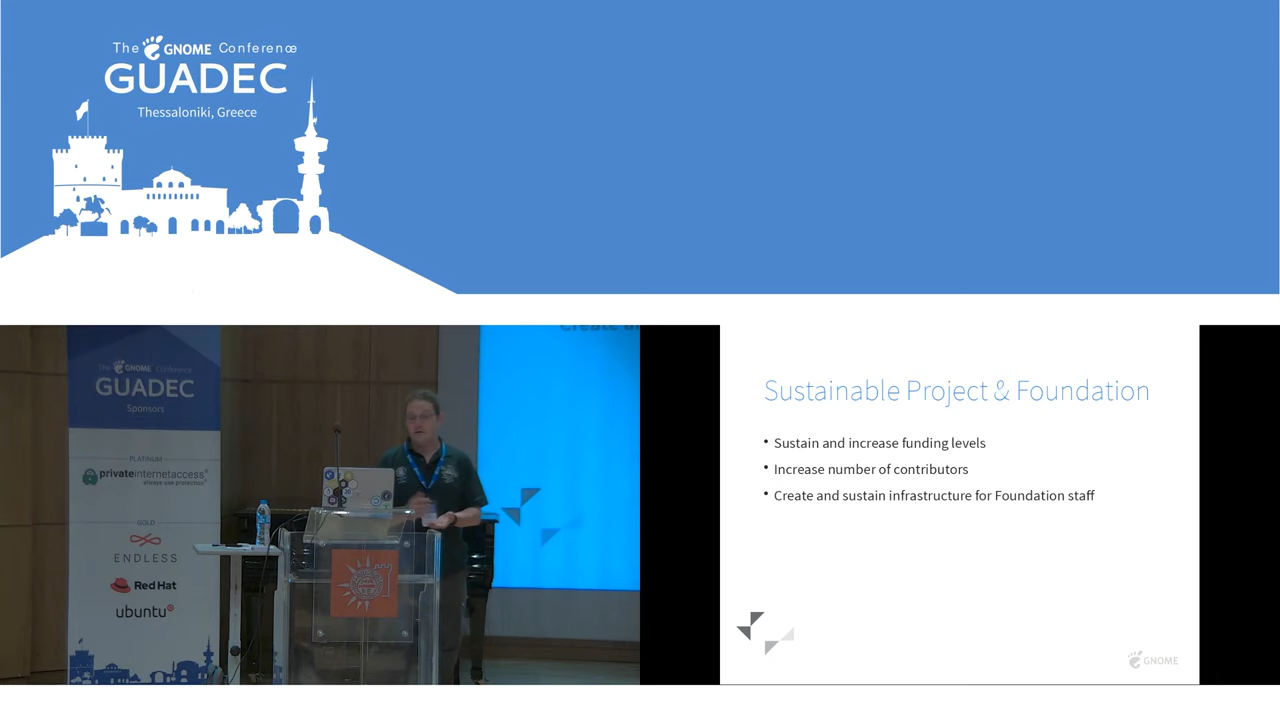 The GNOME Conference
GUADEC
Thessaloniki, Greece
The GNOME Conference
GUADEC
Sponsors
PLATINUM
privateinternetaccess
always use protection
GOLD
ENDLESS
Red Hat
ubuntu
Create an
Sustainable Project & Foundation
• Sustain and increase funding levels
• Increase number of contributors
• Create and sustain infrastructure for Foundation staff
GNOME